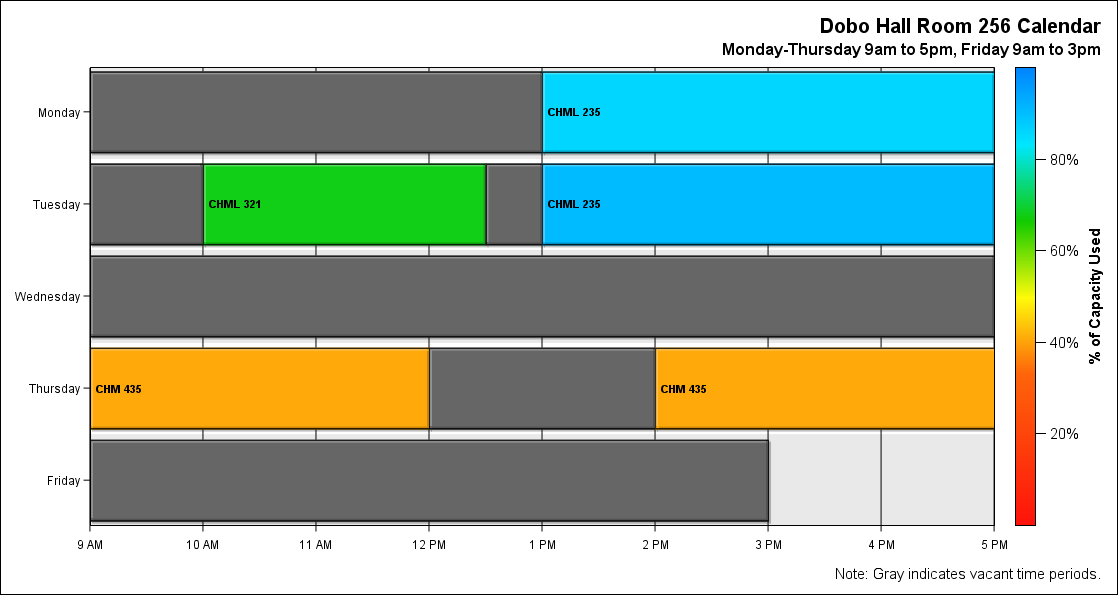 Dobo Hall Room 256 Calendar
Monday-Thursday 9am to 5pm, Friday 9am to 3pm
Monday
CHML 235
Tuesday
CHML 321
CHML 235
Wednesday
Thursday
CHM 435
CHM 435
Friday
9 AM
10 AM
11 AM
12 PM
1 PM
2 PM
3 PM
4 PM
5 PM
80%
60%
40%
20%
% of Capacity Used
Note: Gray indicates vacant time periods.